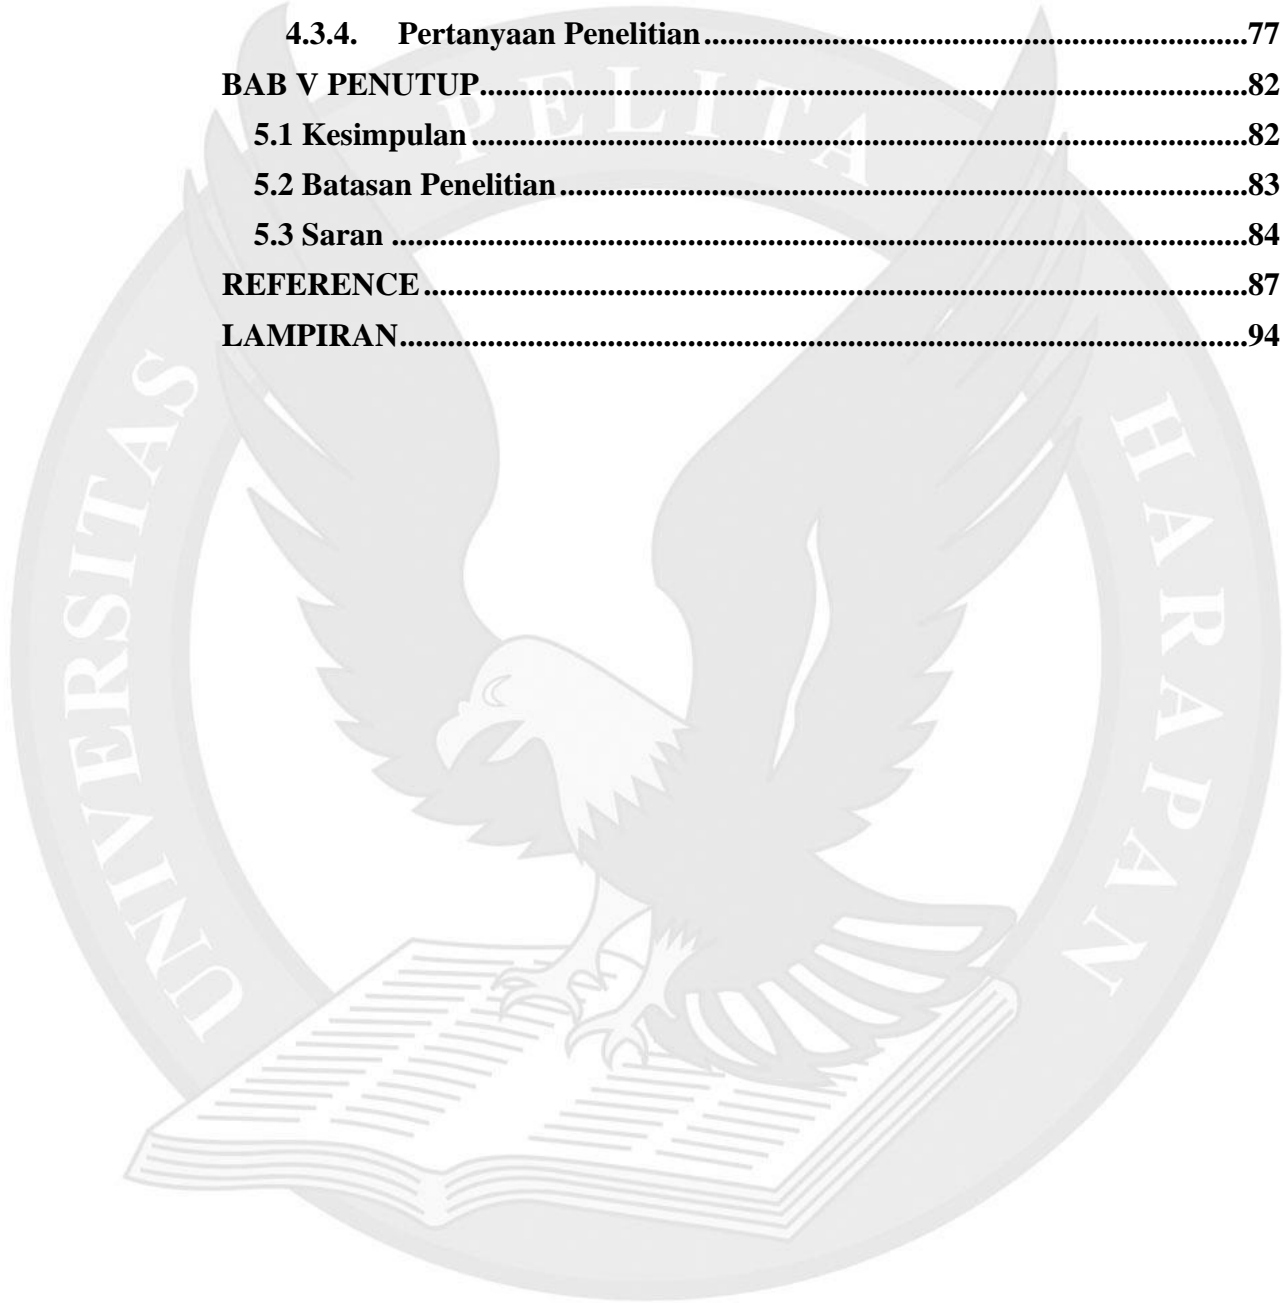 4.3.4. Pertanyaan Penelitian.....................................................................77
BAB V PENUTUP................................................................................................82
5.1 Kesimpulan..................................................................................................82
5.2 Batasan Penelitian.......................................................................................83
5.3 Saran............................................................................................................84
REFERENCE.......................................................................................................87
LAMPIRAN..........................................................................................................94
UNIVERSITAS PELITA HARAPAN